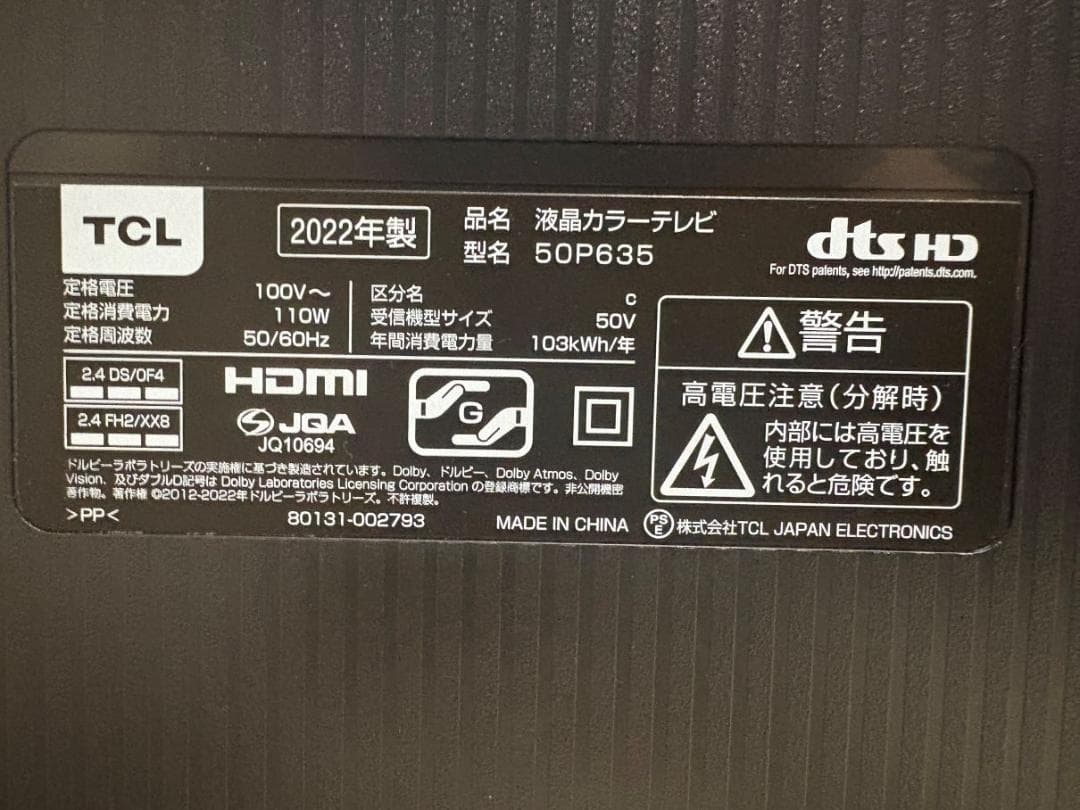 TCL
2022年製
品名 液晶カラーテレビ
型名 50P635
dts HD
For DTS patents, see http://patents.dts.com.
定格電圧 100V～
定格消費電力 110W
定格周波数 50/60Hz
区分名 C
受信機型サイズ 50V
年間消費電力量 103kWh/年
2.4 DS/OF4
2.4 FH2/XX8
HDMI
JQA
JQ10694
G
警告
高電圧注意(分解時)
内部には高電圧を
使用しており、触
れると危険です。
ドルビーラボラトリーズの実施権に基づき製造されています。Dolby、ドルビー、Dolby Atmos、Dolby
Vision、及びダブルD記号は Dolby Laboratories Licensing Corporation の登録商標です。非公開機密
著作物。著作権 ©2012-2022年ドルビーラボラトリーズ。不許複製。
>PP<
80131-002793
MADE IN CHINA
PSE 株式会社TCL JAPAN ELECTRONICS